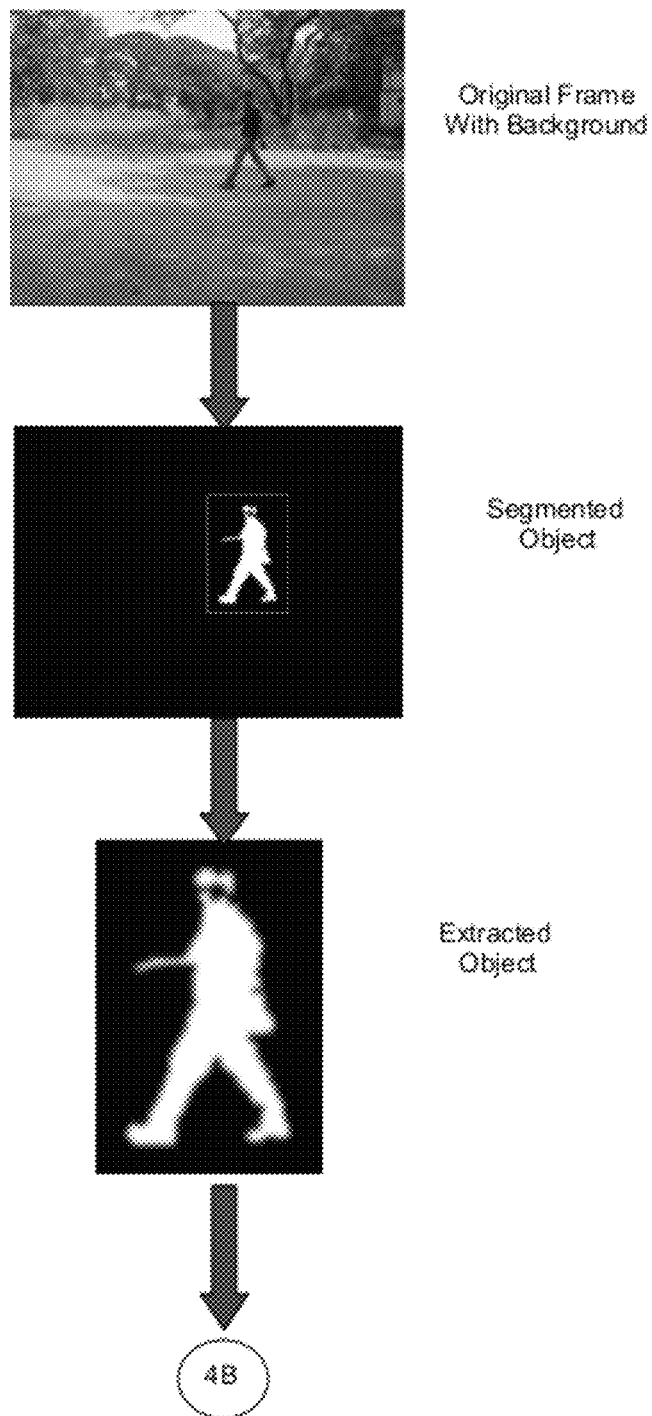 Original Frame
With Background
Segmented
Object
Extracted
Object
4B